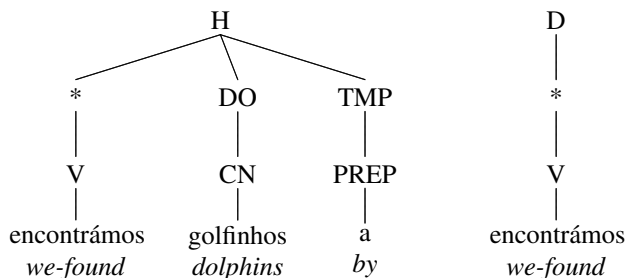 H D
* DO TMP *
V CN PREP V
encontrámos golfinhos a encontrámos
we-found dolphins by we-found